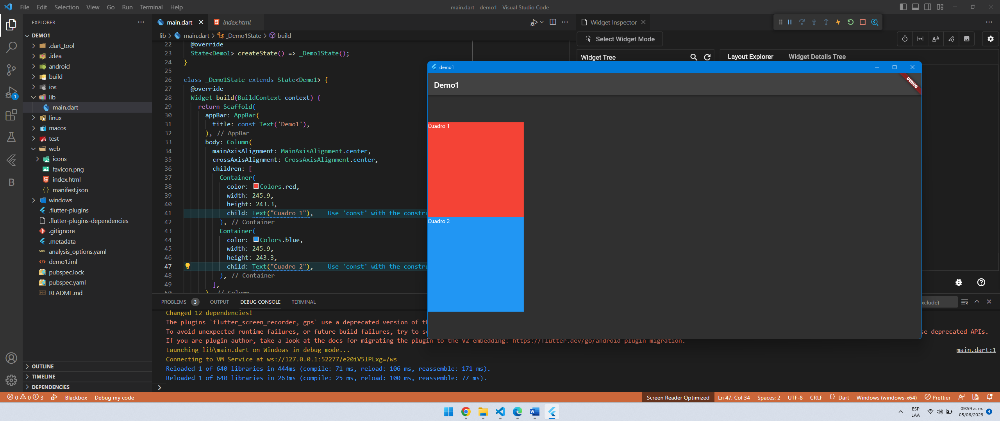 File Edit Selection View Go Run Terminal Help
main.dart - demo1 - Visual Studio Code
EXPLORER
DEMO1
.dart_tool
.idea
android
build
ios
lib
main.dart
linux
macos
test
web
icons
favicon.png
index.html
manifest.json
windows
.flutter-plugins
.flutter-plugins-dependencies
.gitignore
.metadata
analysis_options.yaml
demo1.iml
pubspec.lock
pubspec.yaml
README.md
OUTLINE
TIMELINE
DEPENDENCIES
B
1
main.dart
index.html
lib > main.dart > _Demo1State > build
22 @override
23 State<Demo1> createState() => _Demo1State();
24 }
25
26 class _Demo1State extends State<Demo1> {
27 @override
28 Widget build(BuildContext context) {
29 return Scaffold(
30 appBar: AppBar(
31 title: const Text('Demo1'),
32 ), // AppBar
33 body: Column(
34 mainAxisAlignment: MainAxisAlignment.center,
35 crossAxisAlignment: CrossAxisAlignment.center,
36 children: [
37 Container(
38 color: Colors.red,
39 width: 245.9,
40 height: 243.3,
41 child: Text("Cuadro 1"), Use 'const' with the constru
42 ), // Container
43 Container(
44 color: Colors.blue,
45 width: 245.9,
46 height: 243.3,
47 child: Text("Cuadro 2"), Use 'const' with the constru
48 ), // Container
49 ],
50 ), // Column
Widget Inspector
Select Widget Mode
Widget Tree
Layout Explorer
Widget Details Tree
demo1
Demo1
DEBUG
Cuadro 1
Cuadro 2
PROBLEMS 3 OUTPUT DEBUG CONSOLE TERMINAL
xclude)
Changed 12 dependencies!
The plugins `flutter_screen_recorder, gps` use a deprecated version of th
To avoid unexpected runtime failures, or future build failures, try to se
se deprecated APIs.
If you are plugin author, take a look at the docs for migrating the plugin to the V2 embedding: https://flutter.dev/go/android-plugin-migration.
Launching lib\main.dart on Windows in debug mode...
main.dart:1
Connecting to VM Service at ws://127.0.0.1:52277/e20iV5lPLxg=/ws
Reloaded 1 of 640 libraries in 444ms (compile: 71 ms, reload: 106 ms, reassemble: 171 ms).
Reloaded 1 of 640 libraries in 263ms (compile: 25 ms, reload: 100 ms, reassemble: 77 ms).
0 0 3 Blackbox Debug my code
Screen Reader Optimized Ln 47, Col 34 Spaces: 2 UTF-8 CRLF {} Dart Windows (windows-x64) Prettier
ESP
LAA
09:59 a. m.
05/06/2023
4